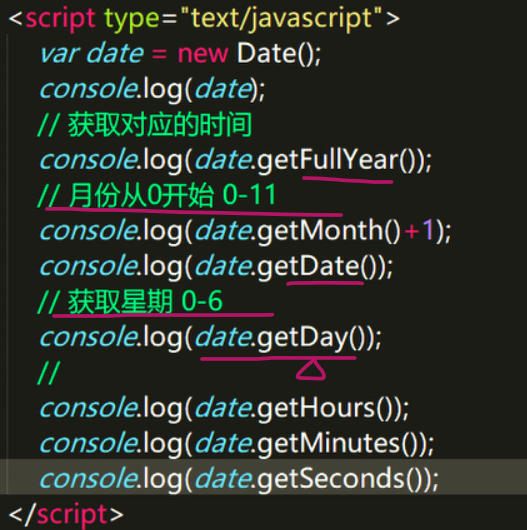 <script type="text/javascript">
var date = new Date();
console.log(date);
// 获取对应的时间
console.log(date.getFullYear());
// 月份从0开始 0-11
console.log(date.getMonth()+1);
console.log(date.getDate());
// 获取星期 0-6
console.log(date.getDay());
//
console.log(date.getHours());
console.log(date.getMinutes());
console.log(date.getSeconds());
</script>